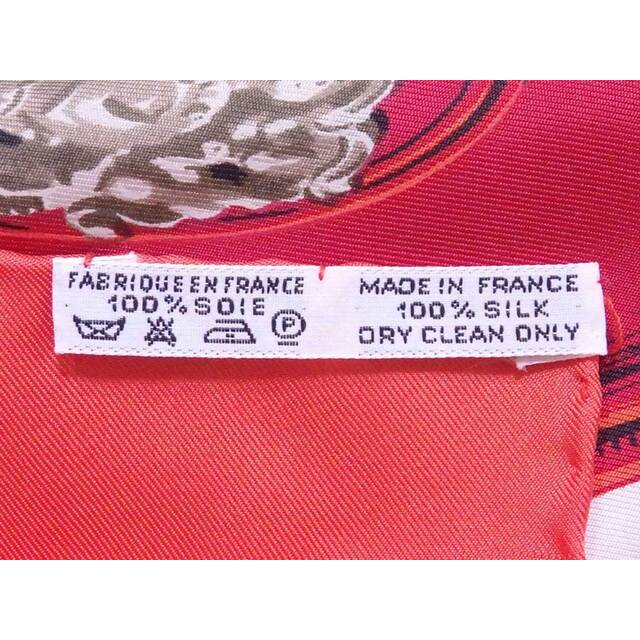 FABRIQUE EN FRANCE
100% SOIE
P
MADE IN FRANCE
100% SILK
DRY CLEAN ONLY